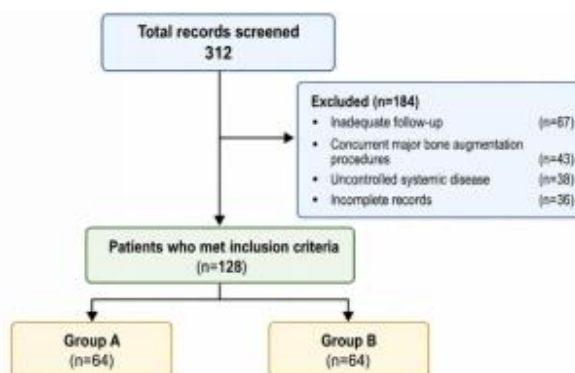 Total records screened
312
Excluded (n=184)
• Inadequate follow-up (n=67)
• Concurrent major bone augmentation
procedures (n=43)
• Uncontrolled systemic disease (n=38)
• Incomplete records (n=36)
Patients who met inclusion criteria
(n=128)
Group A
(n=64)
Group B
(n=64)